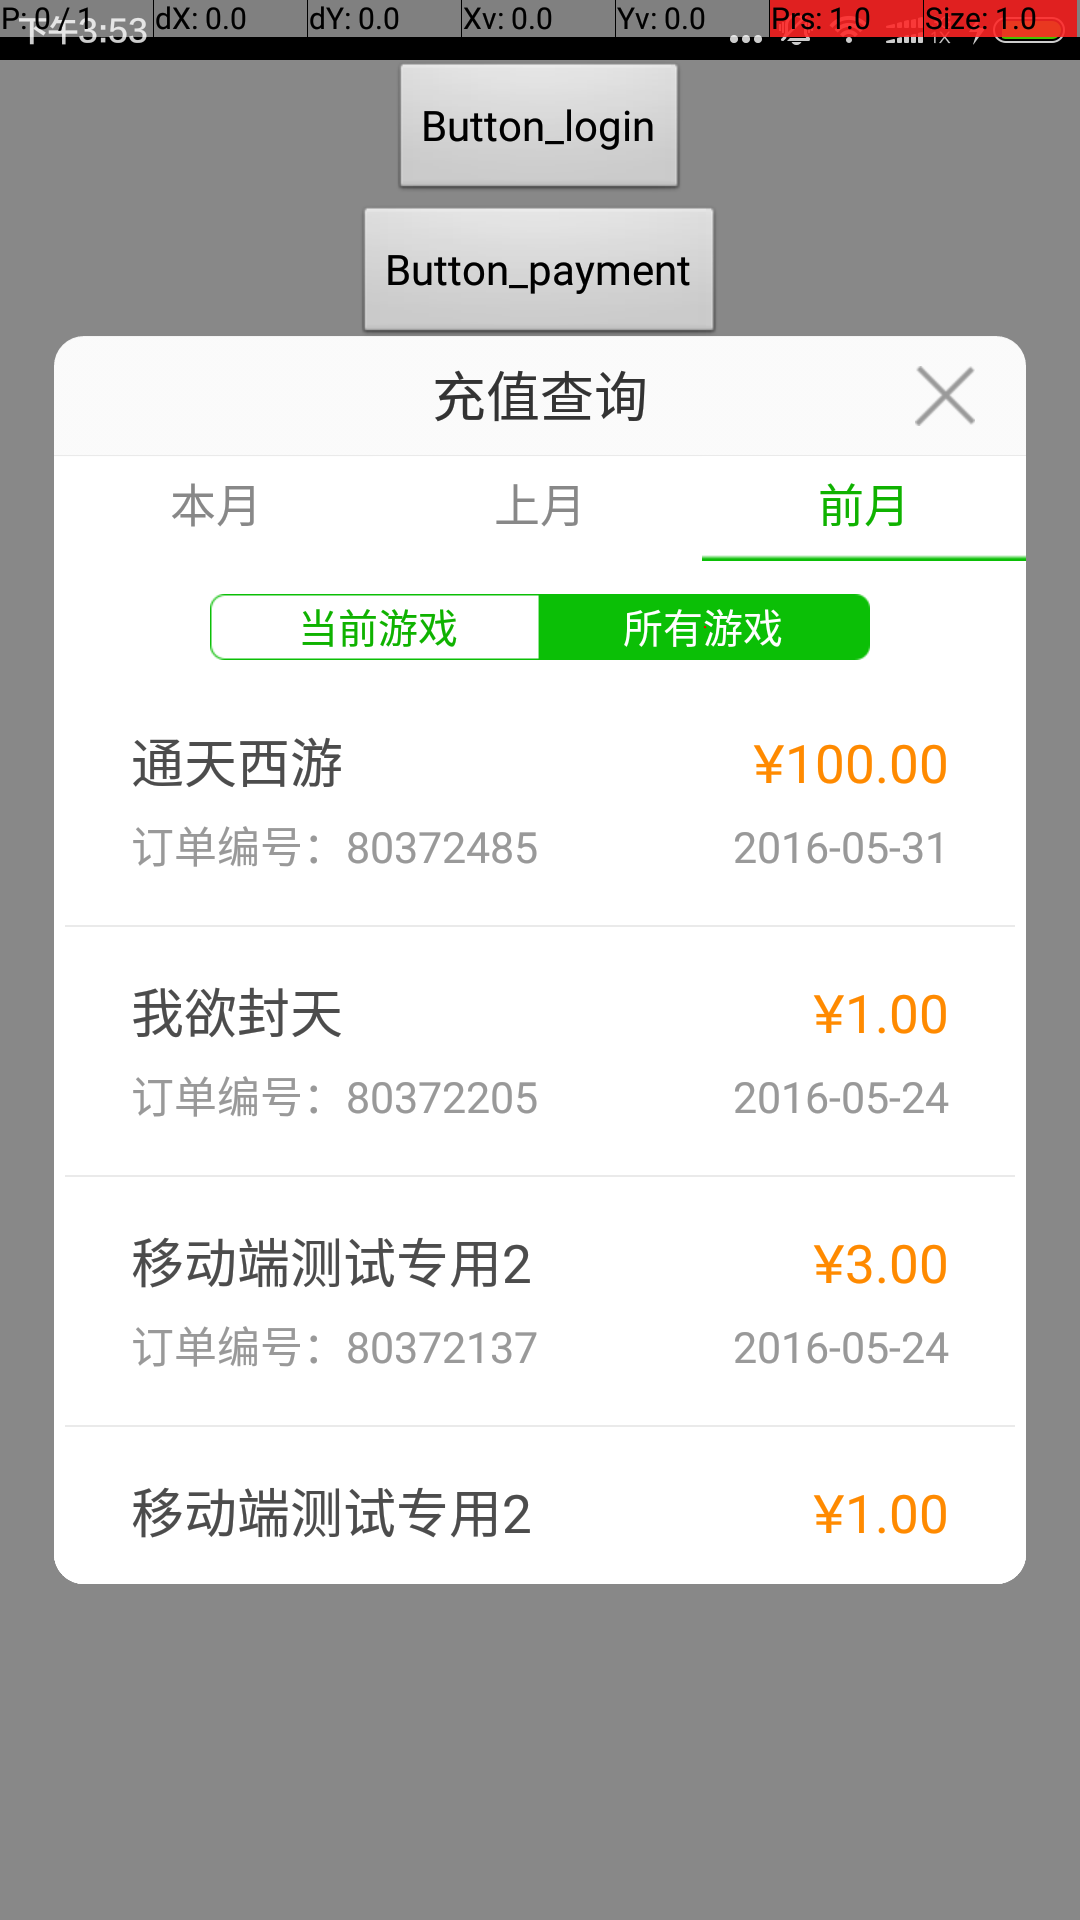 P: 0 / 1 dX: 0.0 dY: 0.0 Xv: 0.0 Yv: 0.0 Prs: 1.0 Size: 1.0
下午3:53 1x
Button_login
Button_payment
充值查询
本月 上月 前月
当前游戏 所有游戏
通天西游 ¥100.00
订单编号：80372485 2016-05-31
我欲封天 ¥1.00
订单编号：80372205 2016-05-24
移动端测试专用2 ¥3.00
订单编号：80372137 2016-05-24
移动端测试专用2 ¥1.00